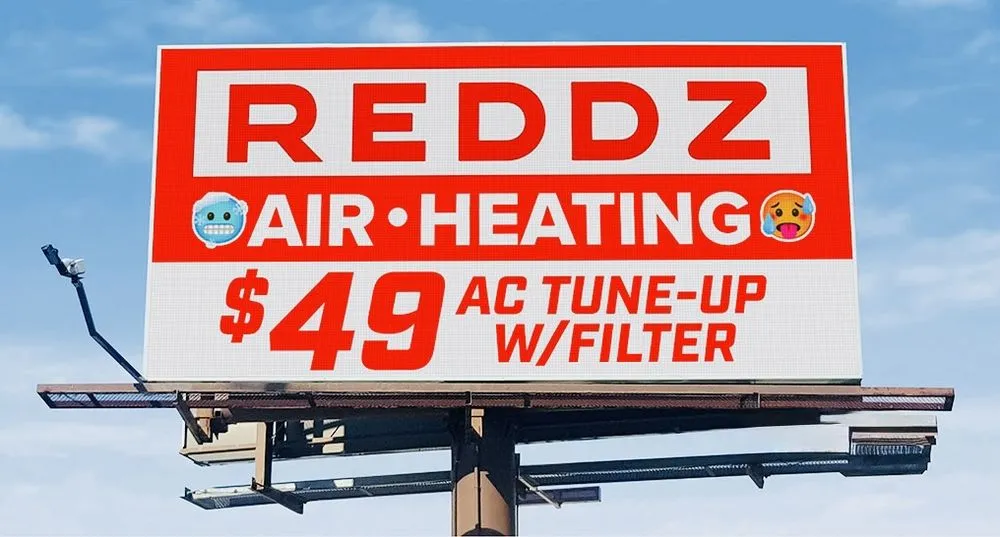 REDDZ
AIR•HEATING
$49 AC TUNE-UP
W/FILTER